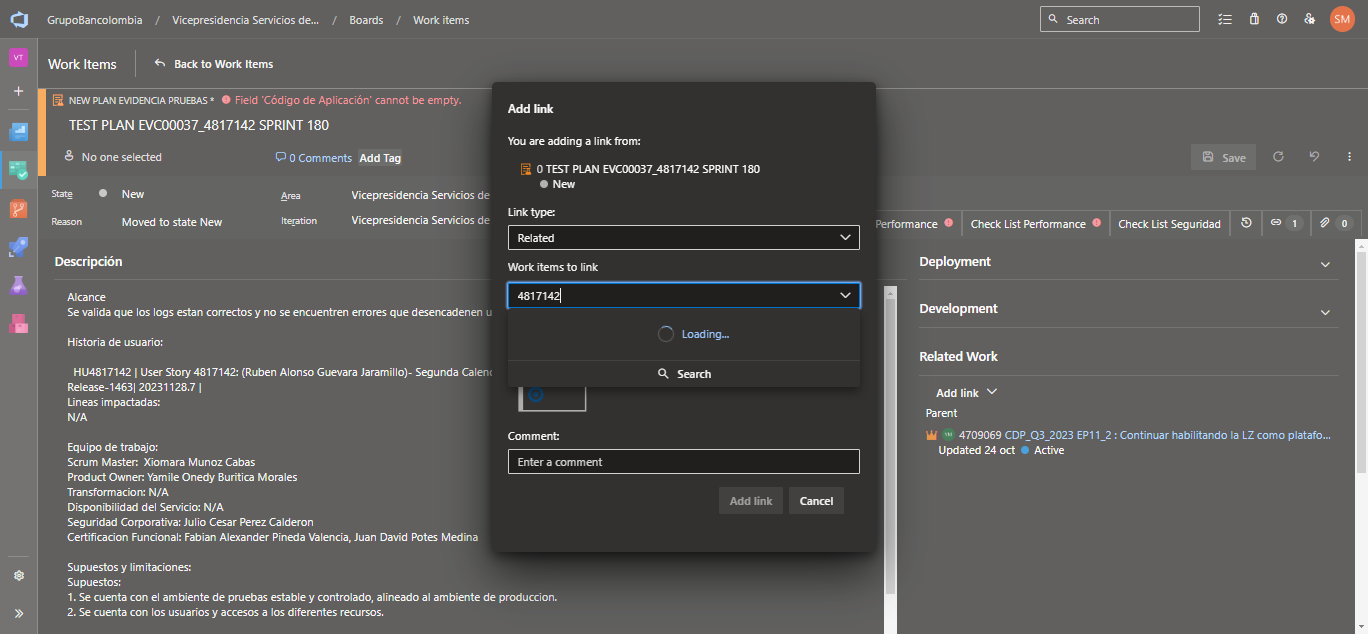 GrupoBancolombia / Vicepresidencia Servicios de... / Boards / Work items
Search
SM
VT
Work Items
Back to Work Items
NEW PLAN EVIDENCIA PRUEBAS * Field 'Código de Aplicación' cannot be empty.
TEST PLAN EVC00037_4817142 SPRINT 180
No one selected
0 Comments
Add Tag
Save
State
New
Area
Vicepresidencia Servicios de
Reason
Moved to state New
Iteration
Vicepresidencia Servicios de
Performance
Check List Performance
Check List Seguridad
1
0
Descripción
Alcance
Se valida que los logs estan correctos y no se encuentren errores que desencadenen u
Historia de usuario:
HU4817142 | User Story 4817142: (Ruben Alonso Guevara Jaramillo)- Segunda Calen
Release-1463| 20231128.7 |
Lineas impactadas:
N/A
Equipo de trabajo:
Scrum Master: Xiomara Munoz Cabas
Product Owner: Yamile Onedy Buritica Morales
Transformacion: N/A
Disponibilidad del Servicio: N/A
Seguridad Corporativa: Julio Cesar Perez Calderon
Certificacion Funcional: Fabian Alexander Pineda Valencia, Juan David Potes Medina
Supuestos y limitaciones:
Supuestos:
1. Se cuenta con el ambiente de pruebas estable y controlado, alineado al ambiente de produccion.
2. Se cuenta con los usuarios y accesos a los diferentes recursos.
Add link
You are adding a link from:
0 TEST PLAN EVC00037_4817142 SPRINT 180
New
Link type:
Related
Work items to link
4817142
Loading...
Search
Comment:
Enter a comment
Add link
Cancel
Deployment
Development
Related Work
Add link
Parent
4709069 CDP_Q3_2023 EP11_2 : Continuar habilitando la LZ como platafo...
Updated 24 oct
Active